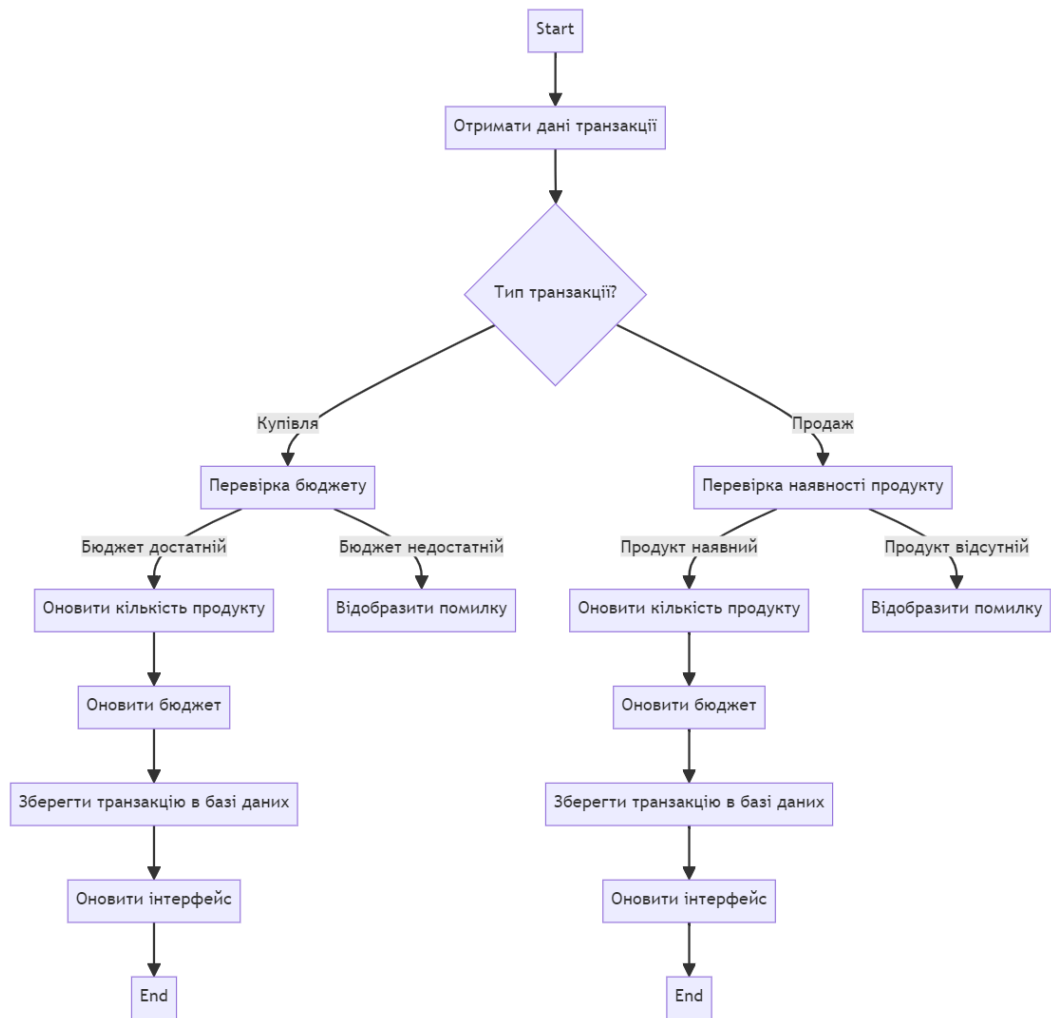 Start
Отримати дані транзакції
Тип транзакції?
Купівля
Продаж
Перевірка бюджету
Перевірка наявності продукту
Бюджет достатній
Бюджет недостатній
Продукт наявний
Продукт відсутній
Оновити кількість продукту
Відобразити помилку
Оновити кількість продукту
Відобразити помилку
Оновити бюджет
Оновити бюджет
Зберегти транзакцію в базі даних
Зберегти транзакцію в базі даних
Оновити інтерфейс
Оновити інтерфейс
End
End